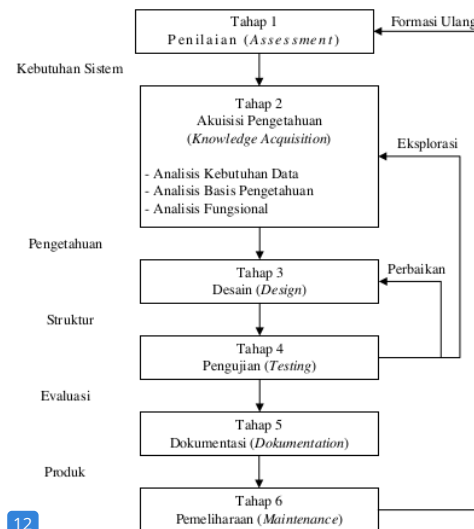 Tahap 1
Penilaian (Assessment)
Formasi Ulang
Kebutuhan Sistem
Tahap 2
Akuisisi Pengetahuan
(Knowledge Acquisition)
- Analisis Kebutuhan Data
- Analisis Basis Pengetahuan
- Analisis Fungsional
Eksplorasi
Pengetahuan
Tahap 3
Desain (Design)
Perbaikan
Struktur
Tahap 4
Pengujian (Testing)
Evaluasi
Tahap 5
Dokumentasi (Dokumentation)
Produk
Tahap 6
Pemeliharaan (Maintenance)
12